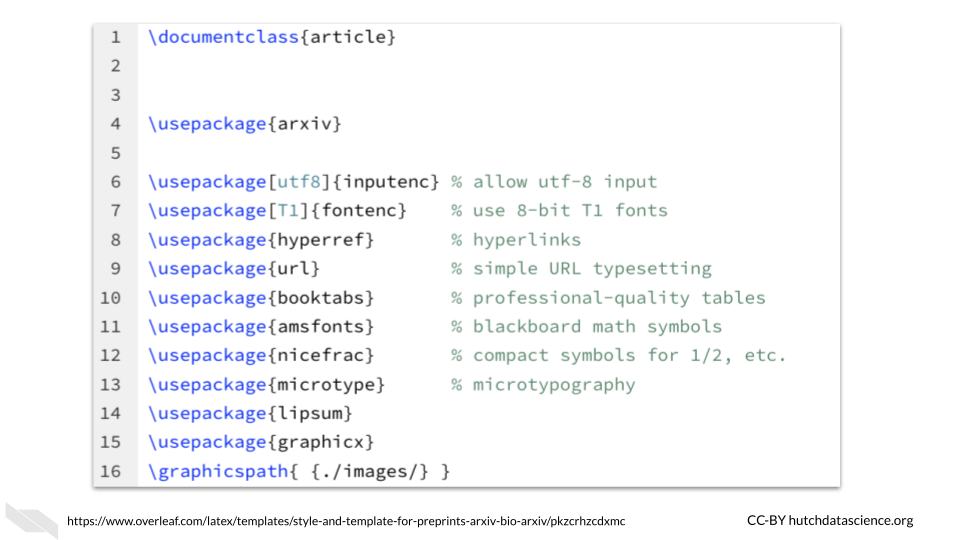 1 \documentclass{article}
2
3
4 \usepackage{arxiv}
5
6 \usepackage[utf8]{inputenc} % allow utf-8 input
7 \usepackage[T1]{fontenc} % use 8-bit T1 fonts
8 \usepackage{hyperref} % hyperlinks
9 \usepackage{url} % simple URL typesetting
10 \usepackage{booktabs} % professional-quality tables
11 \usepackage{amsfonts} % blackboard math symbols
12 \usepackage{nicefrac} % compact symbols for 1/2, etc.
13 \usepackage{microtype} % microtypography
14 \usepackage{lipsum}
15 \usepackage{graphicx}
16 \graphicspath{ {./images/} }
https://www.overleaf.com/latex/templates/style-and-template-for-preprints-arxiv-bio-arxiv/pkzcrhzcdxmc
CC-BY hutchdatascience.org